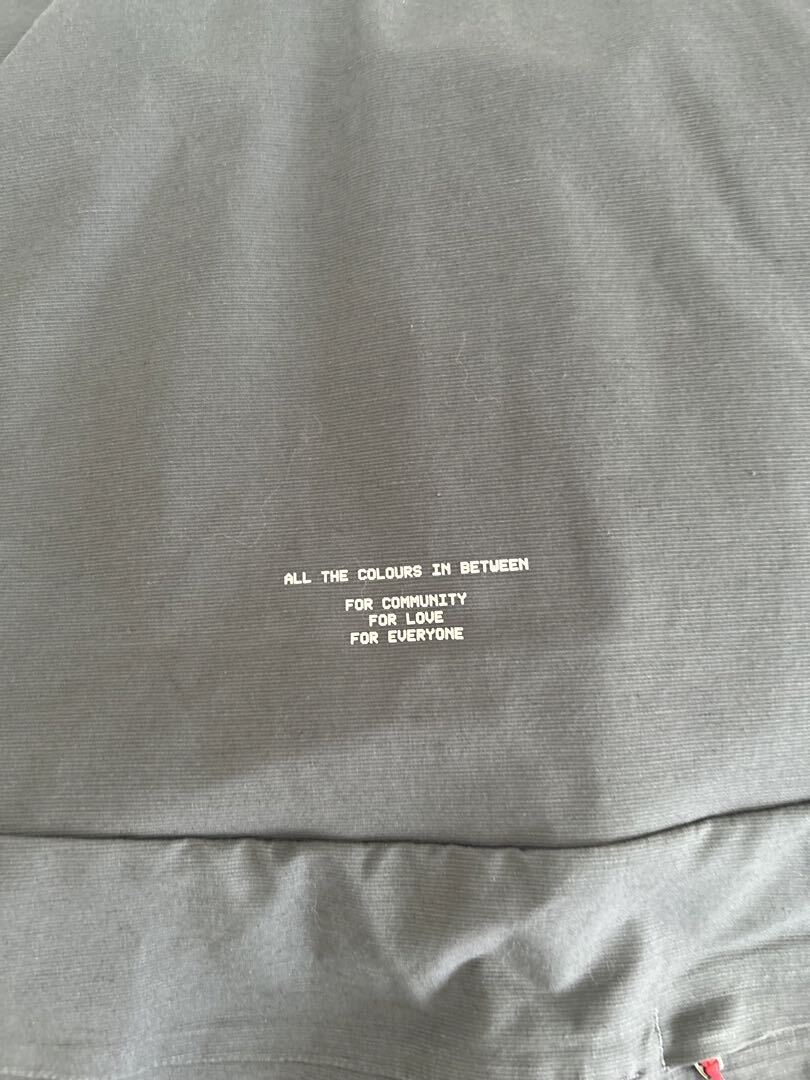 ALL THE COLOURS IN BETWEEN
FOR COMMUNITY
FOR LOVE
FOR EVERYONE